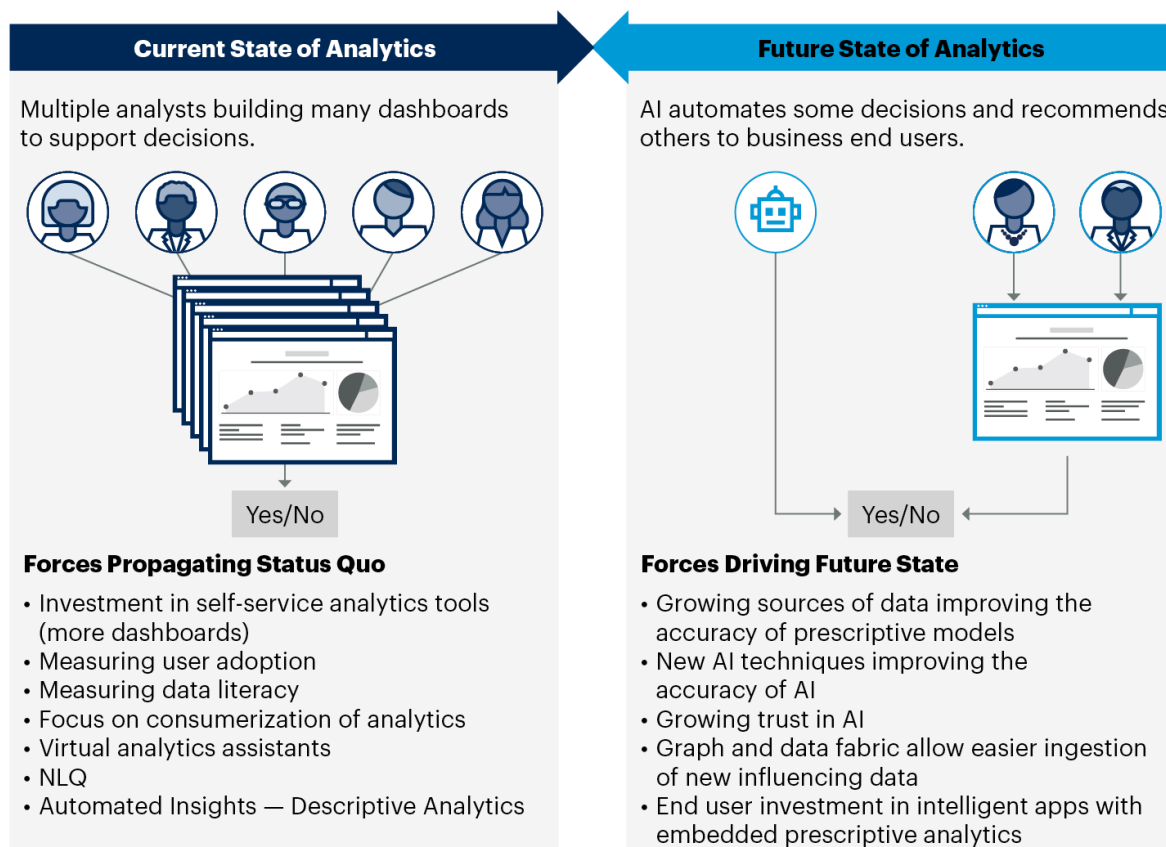 Current State of Analytics
Multiple analysts building many dashboards
to support decisions.
Yes/No
Forces Propagating Status Quo
• Investment in self-service analytics tools
(more dashboards)
• Measuring user adoption
• Measuring data literacy
• Focus on consumerization of analytics
• Virtual analytics assistants
• NLQ
• Automated Insights — Descriptive Analytics
Future State of Analytics
AI automates some decisions and recommends
others to business end users.
Yes/No
Forces Driving Future State
• Growing sources of data improving the
accuracy of prescriptive models
• New AI techniques improving the
accuracy of AI
• Growing trust in AI
• Graph and data fabric allow easier ingestion
of new influencing data
• End user investment in intelligent apps with
embedded prescriptive analytics